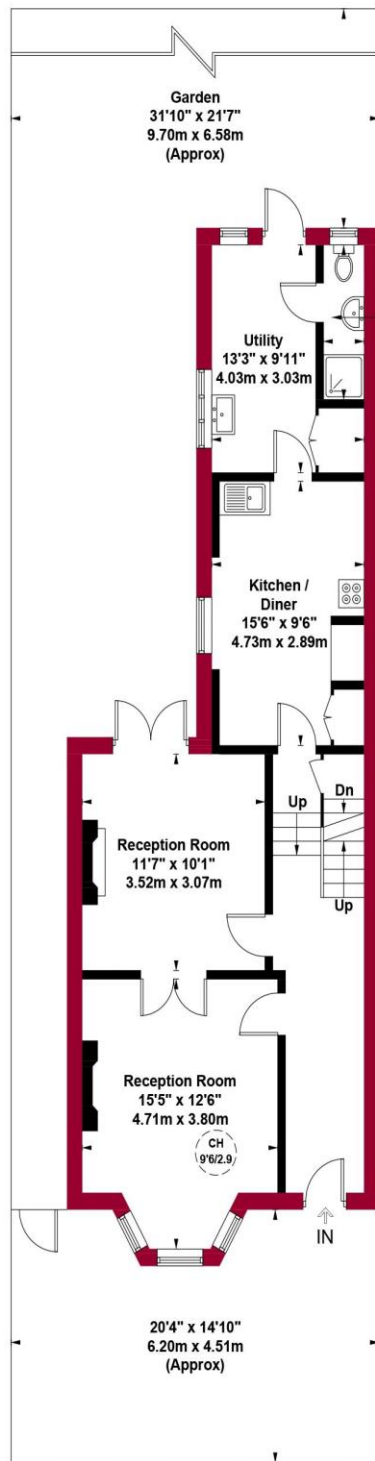 Garden
31'10" x 21'7"
9.70m x 6.58m
(Approx)
Utility
13'3" x 9'11"
4.03m x 3.03m
Kitchen /
Diner
15'6" x 9'6"
4.73m x 2.89m
Up
Dn
Up
Reception Room
11'7" x 10'1"
3.52m x 3.07m
Reception Room
15'5" x 12'6"
4.71m x 3.80m
CH
9'6/2.9
IN
20'4" x 14'10"
6.20m x 4.51m
(Approx)